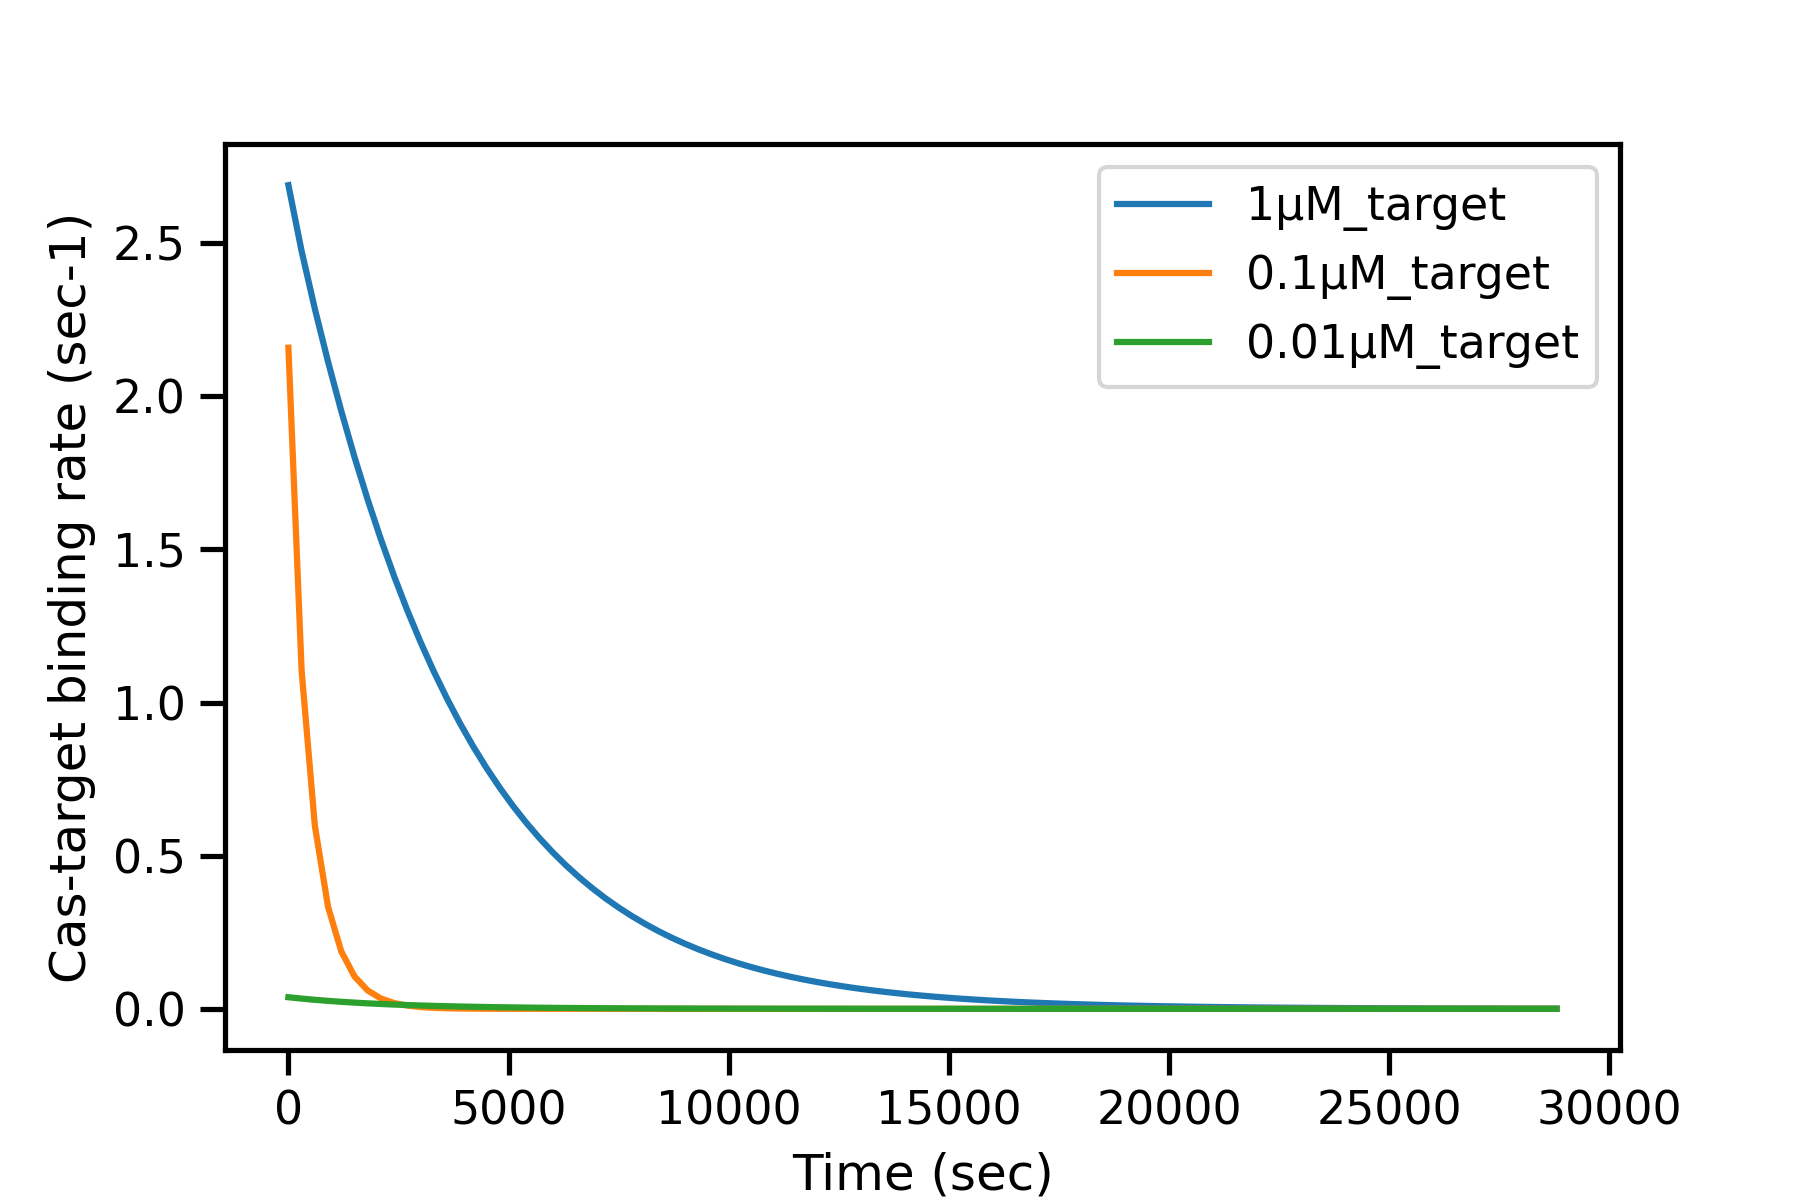 1μM_target
0.1μM_target
0.01μM_target
Cas-target binding rate (sec-1)
2.5
2.0
1.5
1.0
0.5
0.0
0 5000 10000 15000 20000 25000 30000
Time (sec)